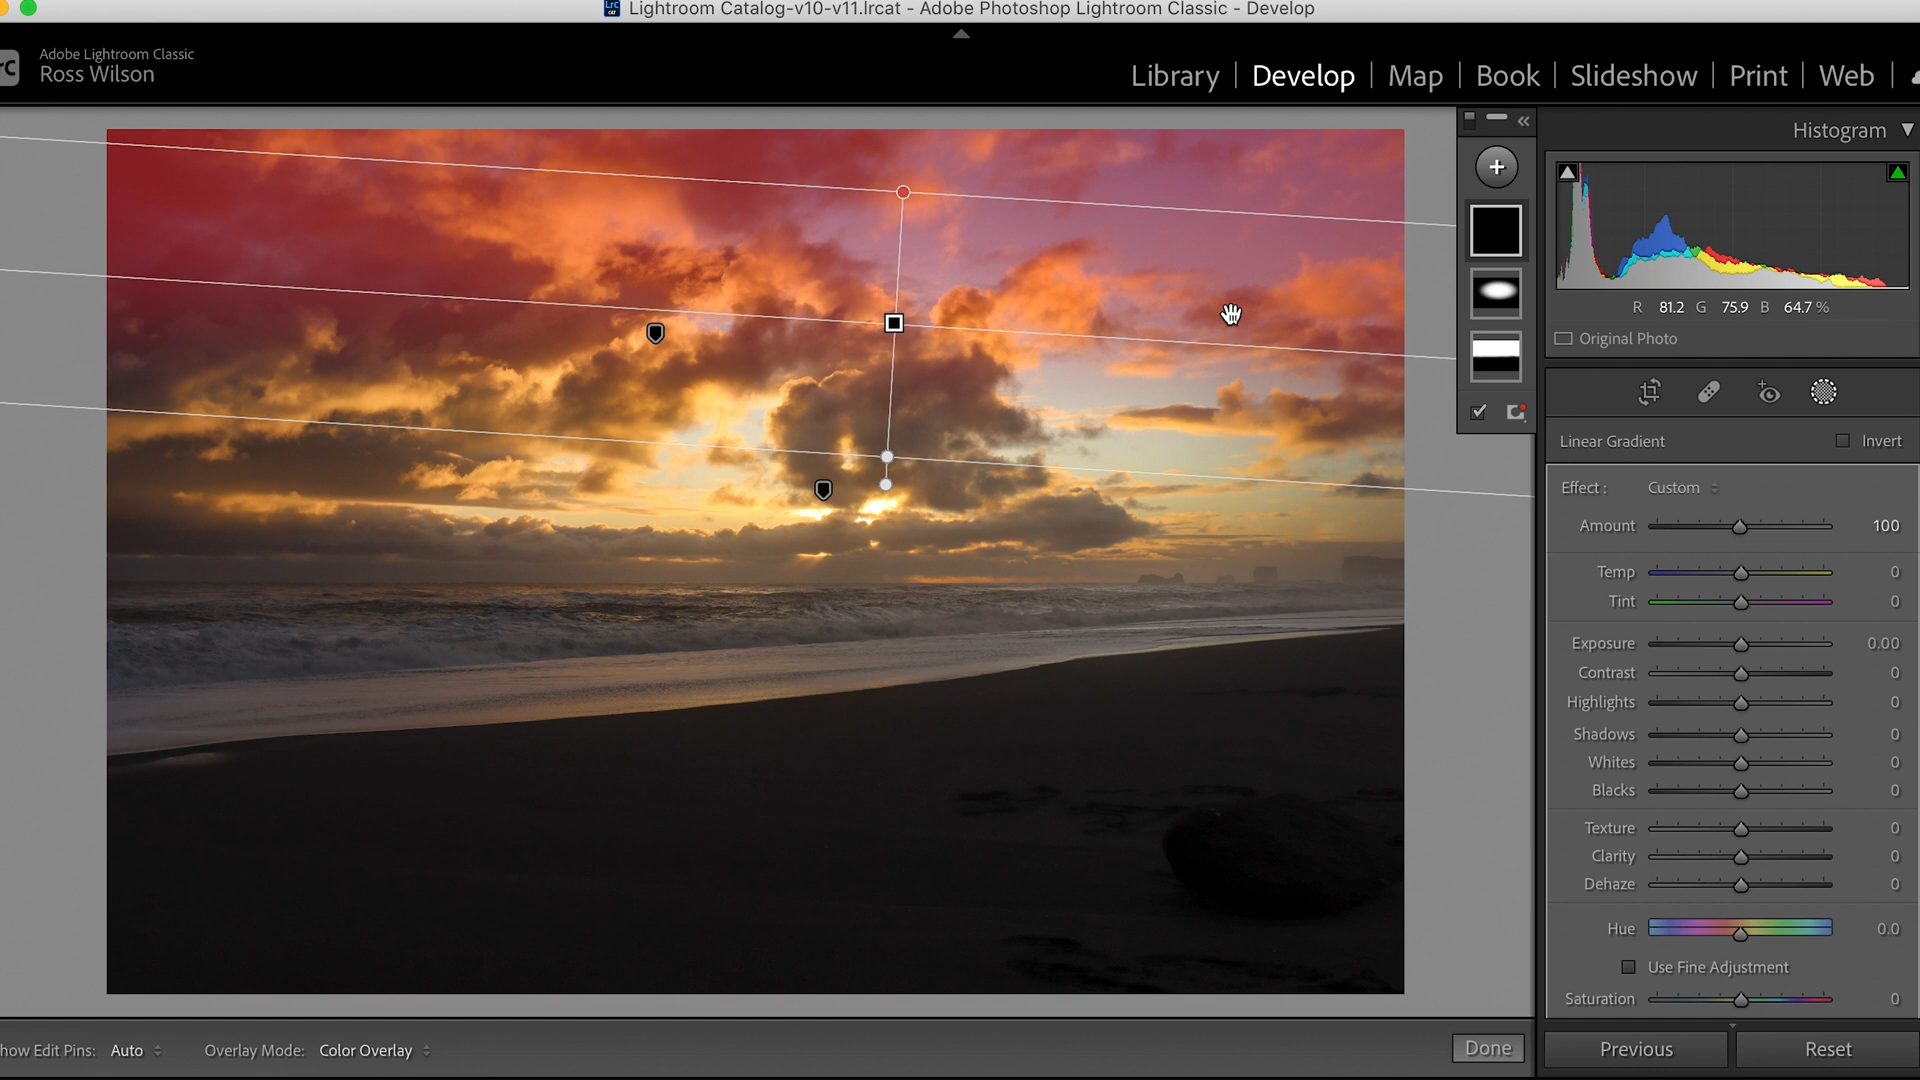 Lightroom Catalog-v10-v11.lrcat - Adobe Photoshop Lightroom Classic - Develop
Adobe Lightroom Classic
Ross Wilson
rC
Library | Develop | Map | Book | Slideshow | Print | Web |
Histogram
R 81.2 G 75.9 B 64.7 %
Original Photo
Linear Gradient Invert
Effect : Custom
Amount 100
Temp 0
Tint 0
Exposure 0.00
Contrast 0
Highlights 0
Shadows 0
Whites 0
Blacks 0
Texture 0
Clarity 0
Dehaze 0
Hue 0.0
Use Fine Adjustment
Saturation 0
how Edit Pins: Auto Overlay Mode: Color Overlay Done Previous Reset